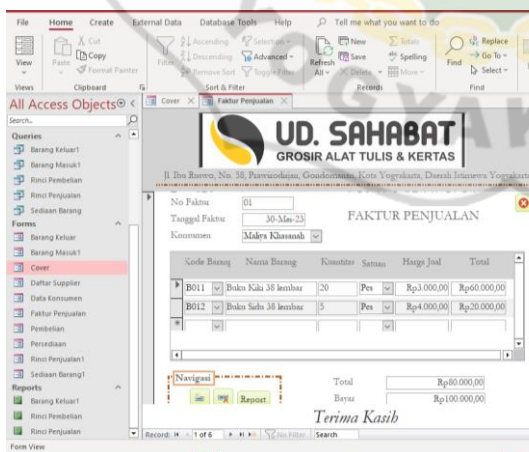 File Home Create External Data Database Tools Help Tell me what you want to do
View
Paste
Cut
Copy
Format Painter
Filter
Ascending
Descending
Remove Sort
Selection
Advanced
Toggle Filter
Refresh All
New
Save
Delete
Totals
Spelling
More
Find
Replace
Go To
Select
Views Clipboard Sort & Filter Records Find
All Access Objects
Search...
Queries
Barang Keluar1
Barang Masuk1
Rinci Pembelian
Rinci Penjualan
Sediaan Barang
Forms
Barang Keluar
Barang Masuk1
Cover
Daftar Supplier
Data Konsumen
Faktur Penjualan
Pembelian
Persediaan
Rinci Penjualan1
Sediaan Barang1
Reports
Barang Keluar1
Rinci Pembelian
Rinci Penjualan
Cover Faktur Penjualan
UD. SAHABAT
GROSIR ALAT TULIS & KERTAS
No. 38, Prawirodirjan, Gondomanan, Kota Yogyakarta, Daerah Istimewa Yogyakarta
No Faktur 01
Tanggal Faktur 30-Mei-23
FAKTUR PENJUALAN
Konsumen Maliya Khasanah
Kode Barang Nama Barang Kuantitas Satuan Harga Jual Total
B011 Buku Kiki 38 lembar 20 Pcs Rp3.000,00 Rp60.000,00
B012 Buku Sidu 38 lembar 5 Pcs Rp4.000,00 Rp20.000,00
Navigasi
Report
Total Rp80.000,00
Bayar Rp100.000,00
Terima Kasih
Record: 1 of 6 No Filter Search
Form View